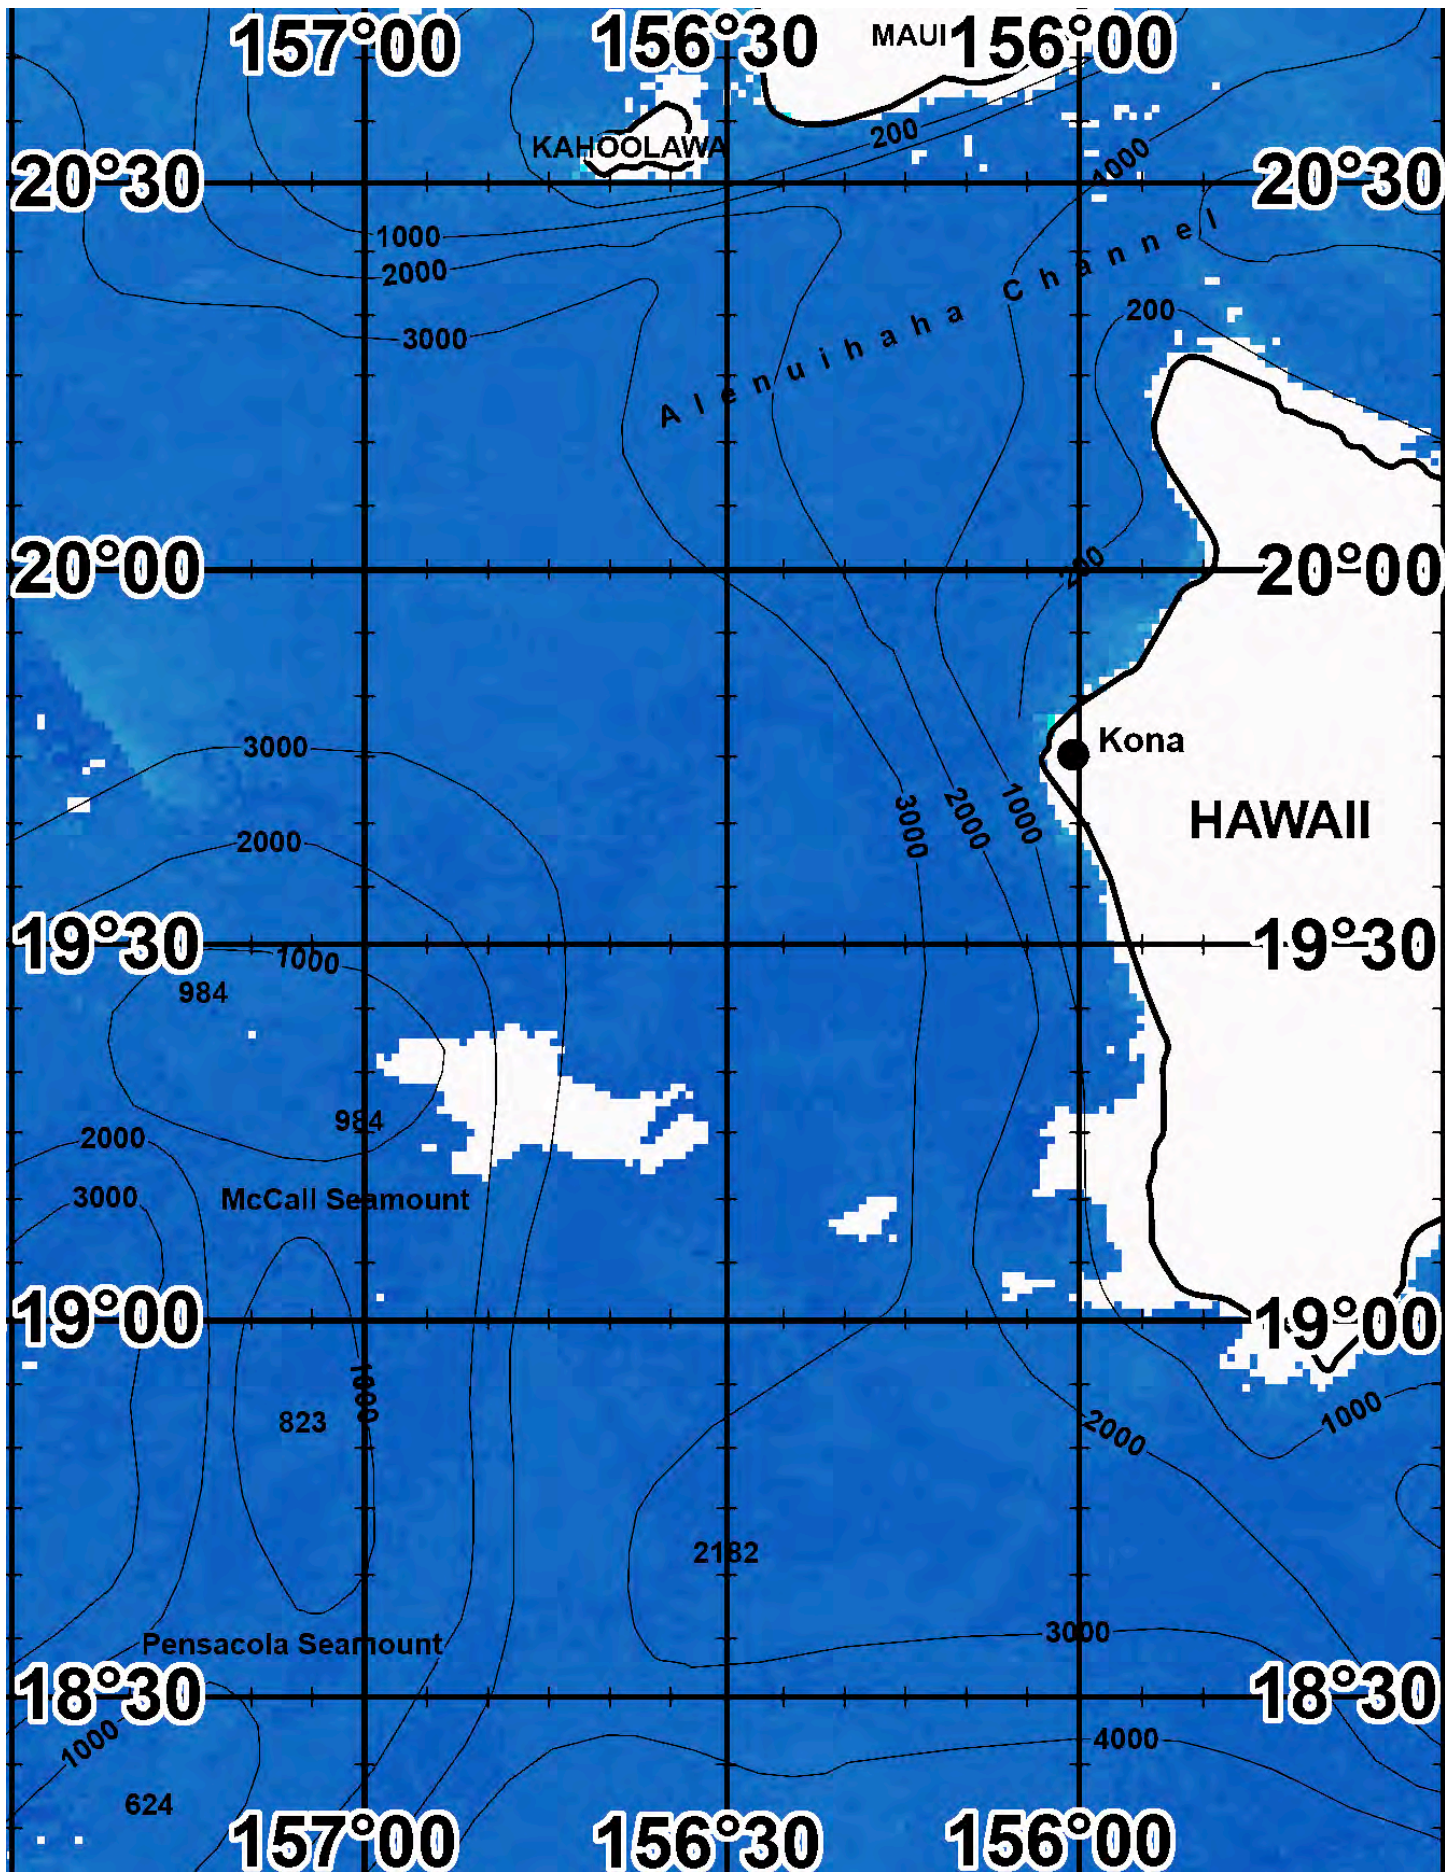 157°00 156°30 MAUI 156°00
200
KAHOOLAWA
1000
20°30 20°30
1000
2000
Alenuihaha Channel
200
3000
20°00 200 20°00
Kona
3000
3000 2000 1000
HAWAII
2000
19°30 19°30
1000
984
984
2000
3000
McCall Seamount
19°00 19°00
1000
823
2000
1000
2182
3000
Pensacola Seamount
18°30 18°30
1000
4000
624
157°00 156°30 156°00